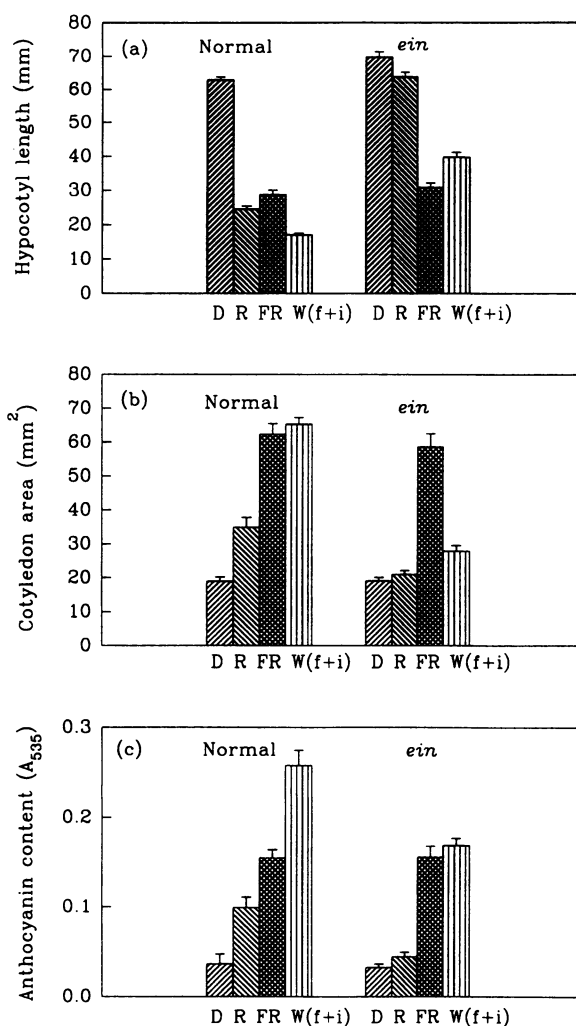 Hypocotyl length (mm)
80
70
60
50
40
30
20
10
0
(a) Normal ein
D R FR W(f+i) D R FR W(f+i)
Cotyledon area (mm²)
80
70
60
50
40
30
20
10
0
(b) Normal ein
D R FR W(f+i) D R FR W(f+i)
Anthocyanin content (A₅₃₅)
0.3
0.2
0.1
0.0
(c) Normal ein
D R FR W(f+i) D R FR W(f+i)